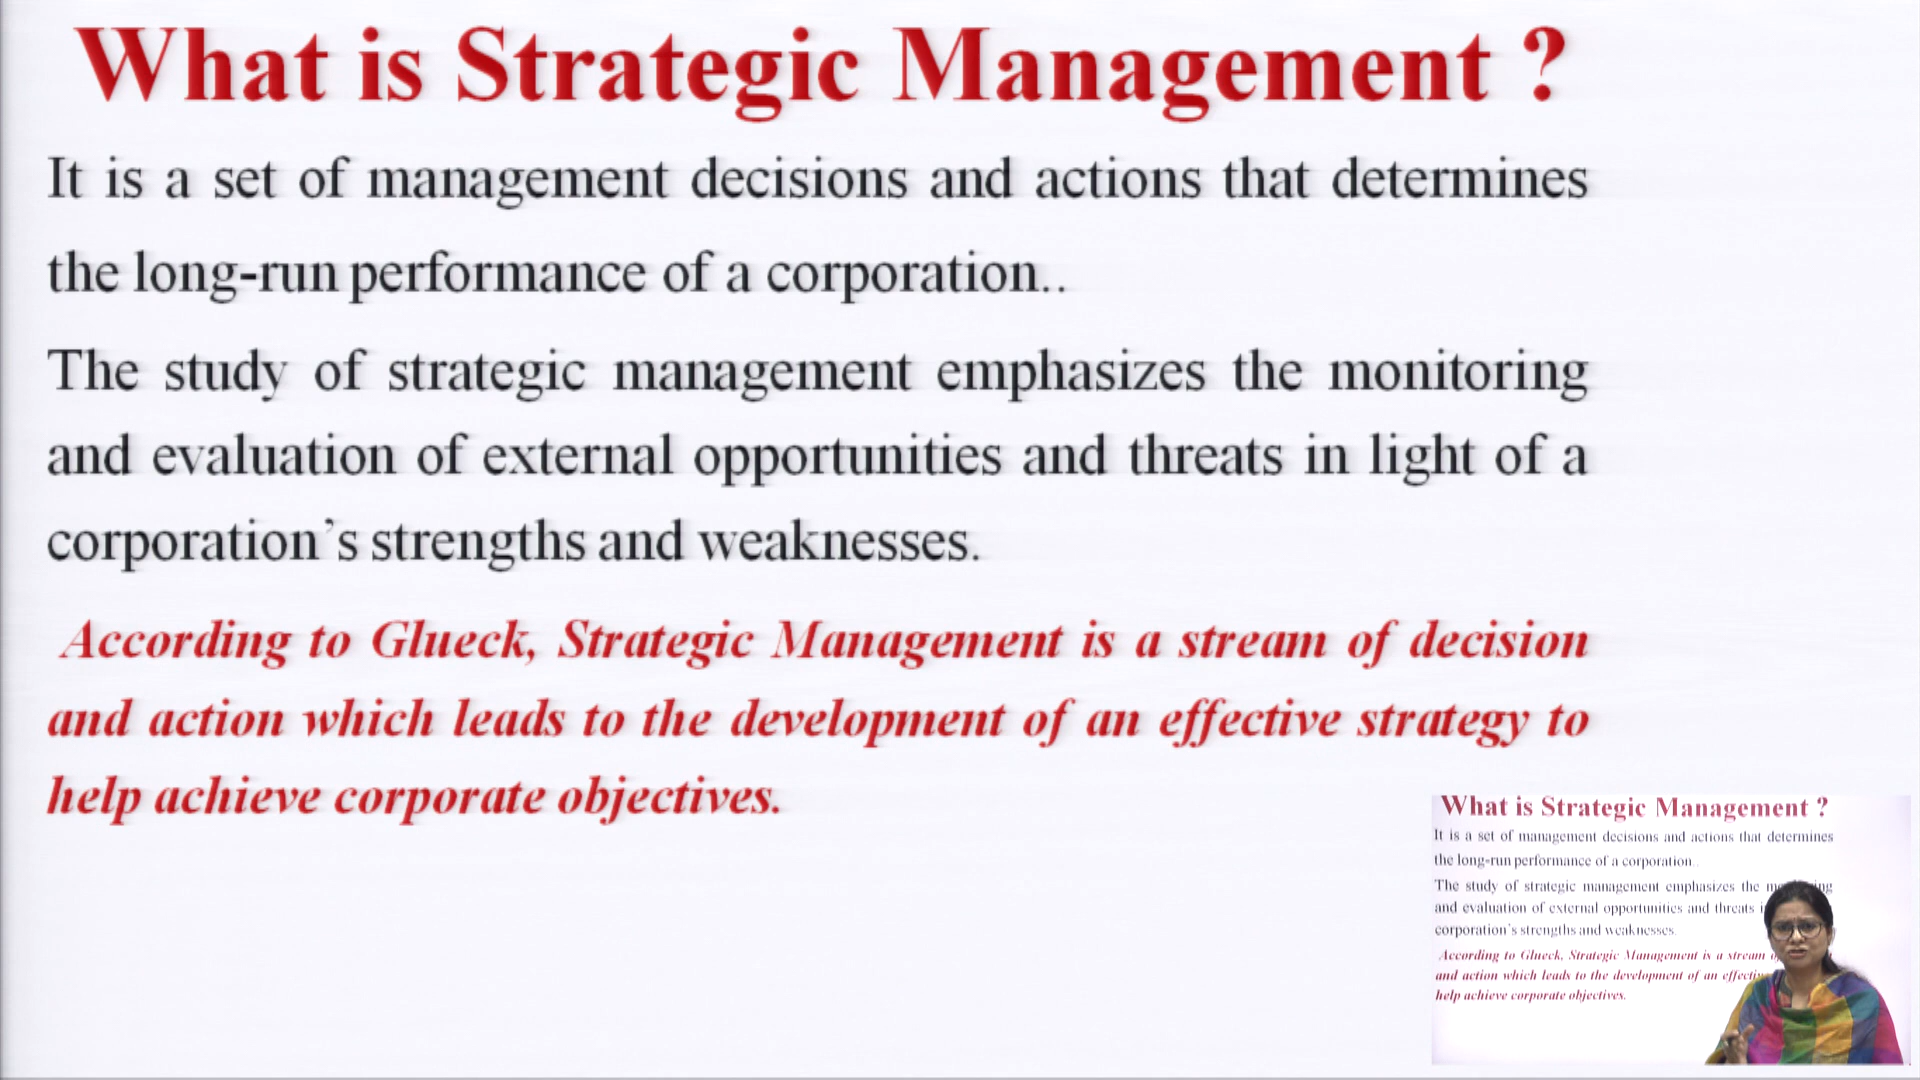 What is Strategic Management ?
It is a set of management decisions and actions that determines
the long-run performance of a corporation..
The study of strategic management emphasizes the monitoring
and evaluation of external opportunities and threats in light of a
corporation's strengths and weaknesses.
According to Glueck, Strategic Management is a stream of decision
and action which leads to the development of an effective strategy to
help achieve corporate objectives.
What is Strategic Management ?
It is a set of management decisions and actions that determines
the long-run performance of a corporation..
The study of strategic management emphasizes the
and evaluation of external opportunities and threats
corporation's strengths and weaknesses.
According to Glueck, Strategic Management is a stream
and action which leads to the development of an
help achieve corporate objectives.